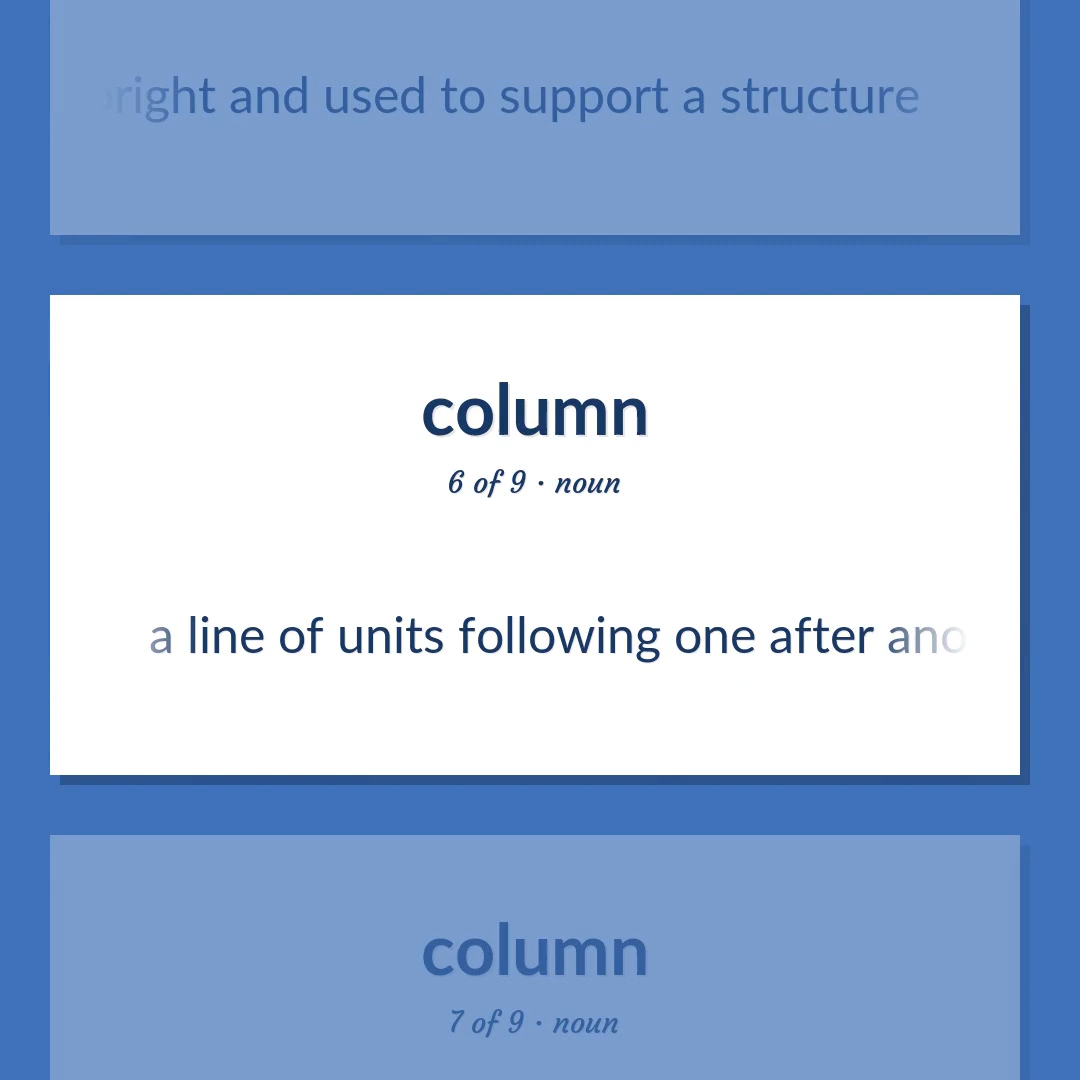 and used to support a structure
column
6 of 9 · noun
a line of units following one after
column
7 of 9 · noun